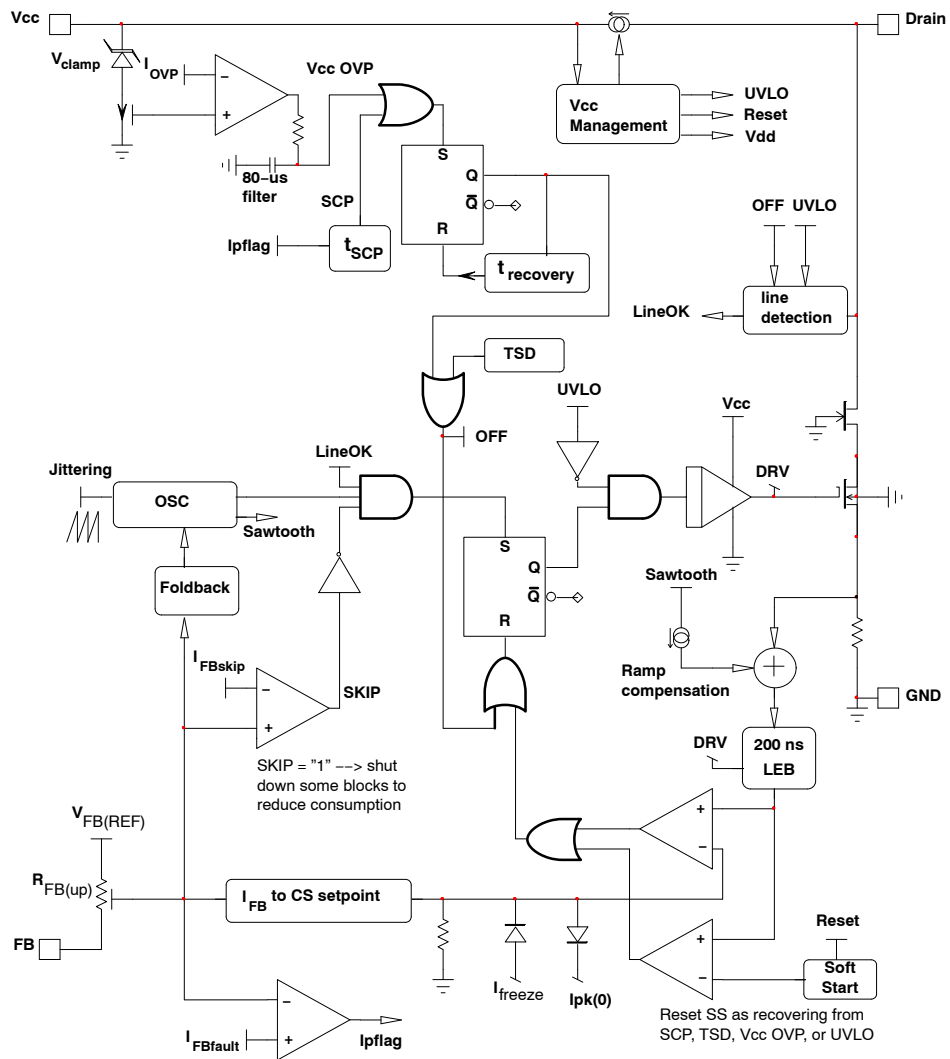 Vcc
Drain
Vclamp
IOVP
−
+
Vcc OVP
80−us
filter
SCP
Ipflag
tSCP
S
Q
Q
R
trecovery
Vcc
Management
UVLO
Reset
Vdd
OFF UVLO
LineOK
line
detection
TSD
OFF
UVLO
Vcc
DRV
LineOK
Jittering
OSC
Sawtooth
Foldback
S
Q
Q
R
Sawtooth
Ramp
compensation
+
GND
IFBskip
−
+
SKIP
SKIP = ”1” −−> shut
down some blocks to
reduce consumption
DRV
200 ns
LEB
+
−
VFB(REF)
RFB(up)
FB
IFB to CS setpoint
Ifreeze
Ipk(0)
+
−
Reset
Soft
Start
Reset SS as recovering from
SCP, TSD, Vcc OVP, or UVLO
−
+
IFBfault
Ipflag